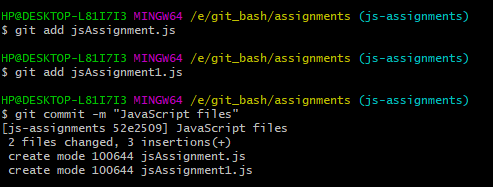 HP@DESKTOP-L81I7I3 MINGW64 /e/git_bash/assignments (js-assignments)
$ git add jsAssignment.js
HP@DESKTOP-L81I7I3 MINGW64 /e/git_bash/assignments (js-assignments)
$ git add jsAssignment1.js
HP@DESKTOP-L81I7I3 MINGW64 /e/git_bash/assignments (js-assignments)
$ git commit -m "JavaScript files"
[js-assignments 52e2509] JavaScript files
2 files changed, 3 insertions(+)
create mode 100644 jsAssignment.js
create mode 100644 jsAssignment1.js